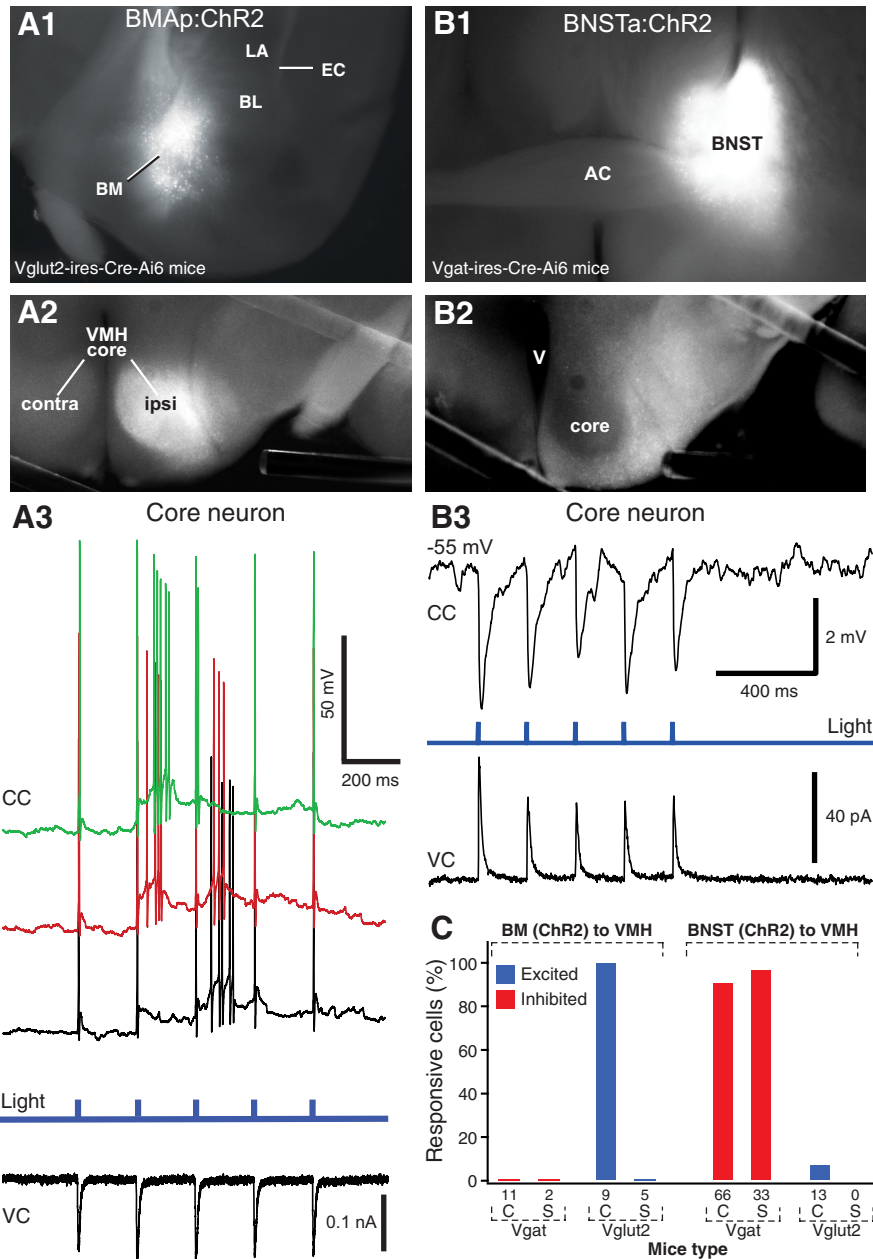 A1
BMAp:ChR2
LA
EC
BL
BM
Vglut2-ires-Cre-Ai6 mice
B1
BNSTa:ChR2
BNST
AC
Vgat-ires-Cre-Ai6 mice
A2
VMH
core
contra
ipsi
B2
V
core
A3
Core neuron
50 mV
200 ms
CC
Light
VC
0.1 nA
B3
Core neuron
-55 mV
CC
2 mV
400 ms
Light
40 pA
VC
C
BM (ChR2) to VMH
BNST (ChR2) to VMH
Excited
Inhibited
Responsive cells (%)
100
80
60
40
20
0
11 2 9 5 66 33 13 0
C S C S C S C S
Vgat Vglut2 Vgat Vglut2
Mice type